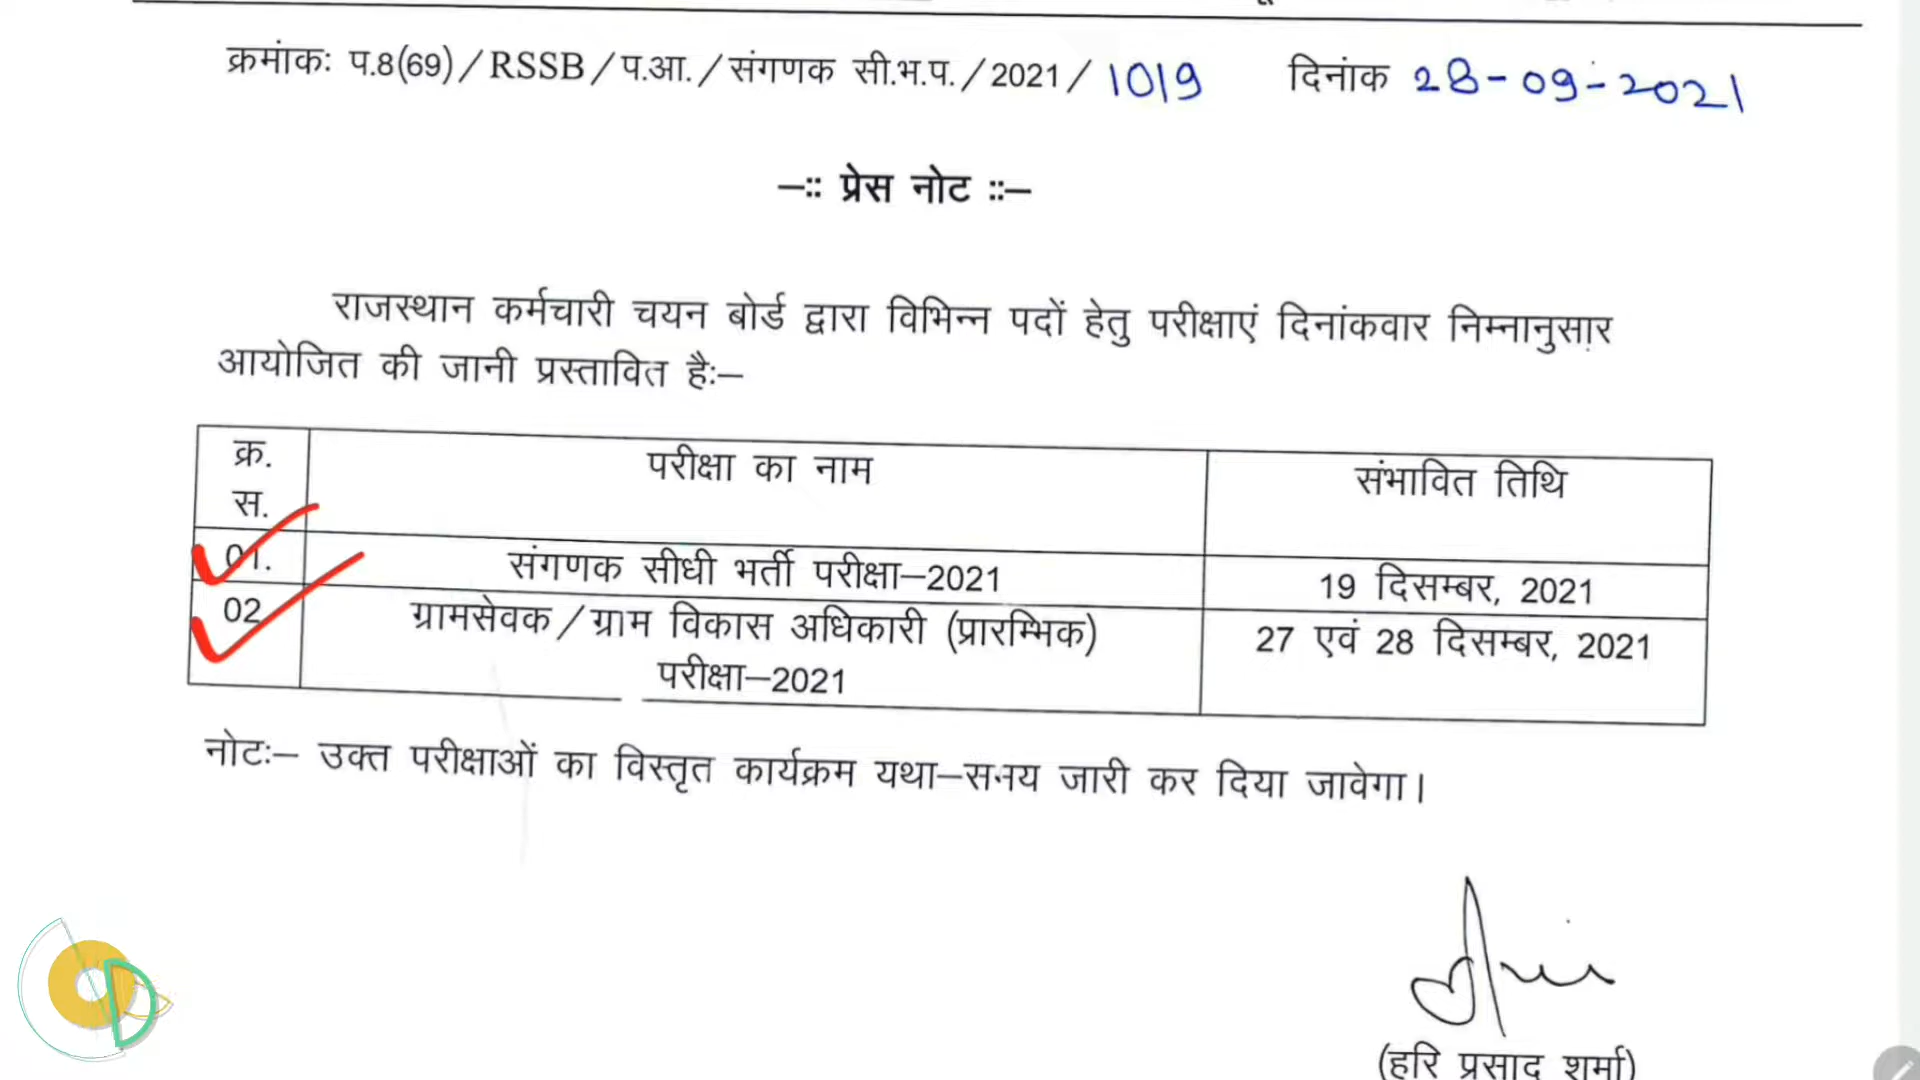 क्रमांकः प.8(69)/RSSB/प.आ./संगणक सी.भ.प./2021/1019 दिनांक 28-09-2021
–:: प्रेस नोट ::–
राजस्थान कर्मचारी चयन बोर्ड द्वारा विभिन्न पदों हेतु परीक्षाएं दिनांकवार निम्नानुसार
आयोजित की जानी प्रस्तावित हैः–
क्र. स. परीक्षा का नाम संभावित तिथि
01. संगणक सीधी भर्ती परीक्षा–2021 19 दिसम्बर, 2021
02 ग्रामसेवक/ग्राम विकास अधिकारी (प्रारम्भिक) 27 एवं 28 दिसम्बर, 2021
परीक्षा–2021
नोटः– उक्त परीक्षाओं का विस्तृत कार्यक्रम यथा–समय जारी कर दिया जावेगा।
(हरि प्रसाद शर्मा)